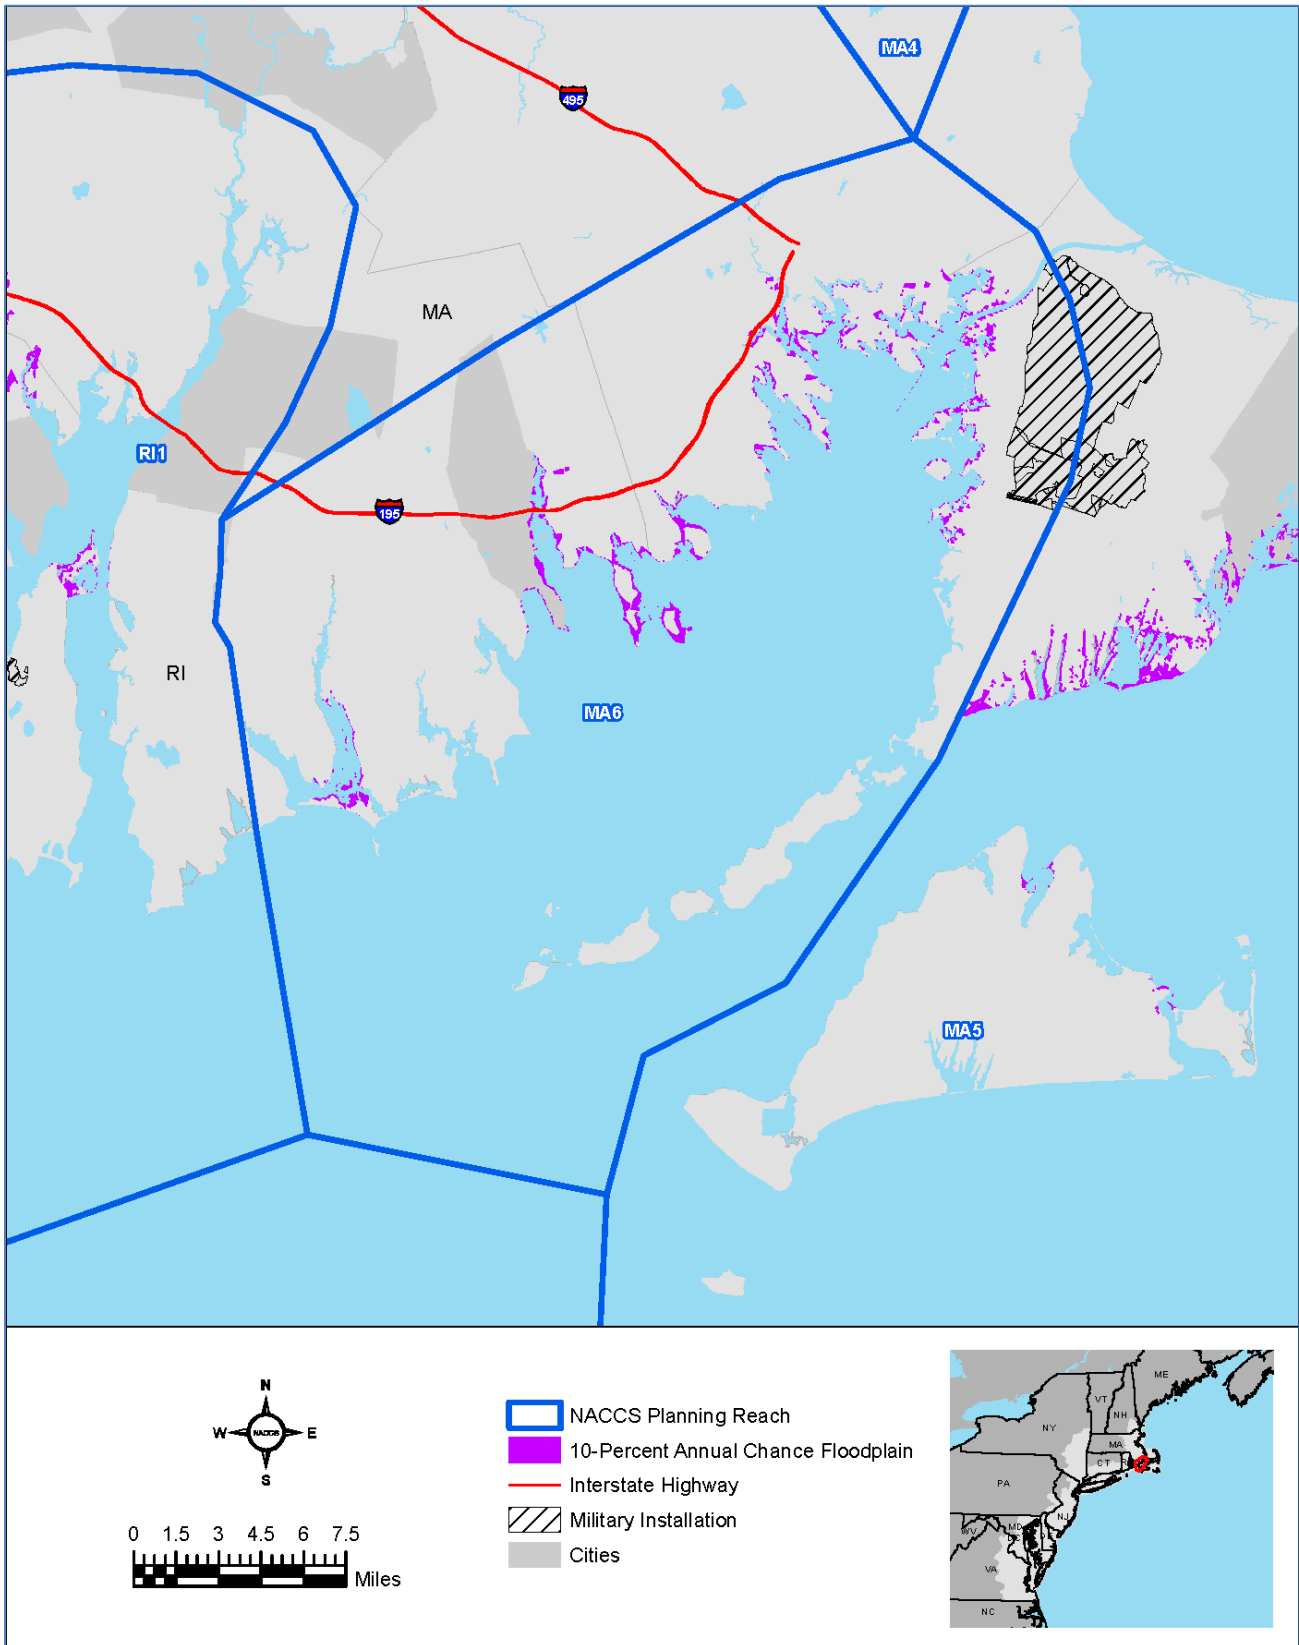 MA4
495
MA
RI1
195
RI
MA6
MA5
N
W NACCS E
S
NACCS Planning Reach
10-Percent Annual Chance Floodplain
Interstate Highway
Military Installation
Cities
0 1.5 3 4.5 6 7.5
Miles
ME
VT
NH
NY
MA
CT
PA
NJ
MD
WV
VA
NC